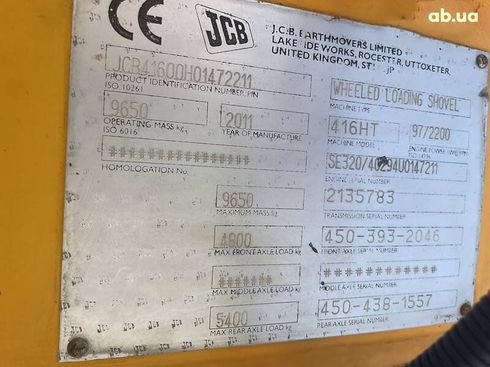 ab.ua
CE JCB
J.C.B. EARTHMOVERS LIMITED
LAKESIDE WORKS, ROCESTER, UTTOXETER,
UNITED KINGDOM,
JCB41600H01472211
PRODUCT IDENTIFICATION NUMBER, PIN
ISO 10261
WHEELED LOADING SHOVEL
MACHINE TYPE
9650 2011
OPERATING MASS kg YEAR OF MANUFACTURE
ISO 6016
416HT 97/2200
MACHINE MODEL ENGINE POWER
################
HOMOLOGATION No.
SE320/40294U0147211
ENGINE SERIAL NUMBER
9650
MAXIMUM MASS kg
2135783
TRANSMISSION SERIAL NUMBER
4800
MAX FRONT AXLE LOAD kg
450-393-2046
FRONT AXLE SERIAL NUMBER
#######
MAX MIDDLE AXLE LOAD kg
############
MIDDLE AXLE SERIAL NUMBER
5400
MAX REAR AXLE LOAD kg
450-438-1557
REAR AXLE SERIAL NUMBER